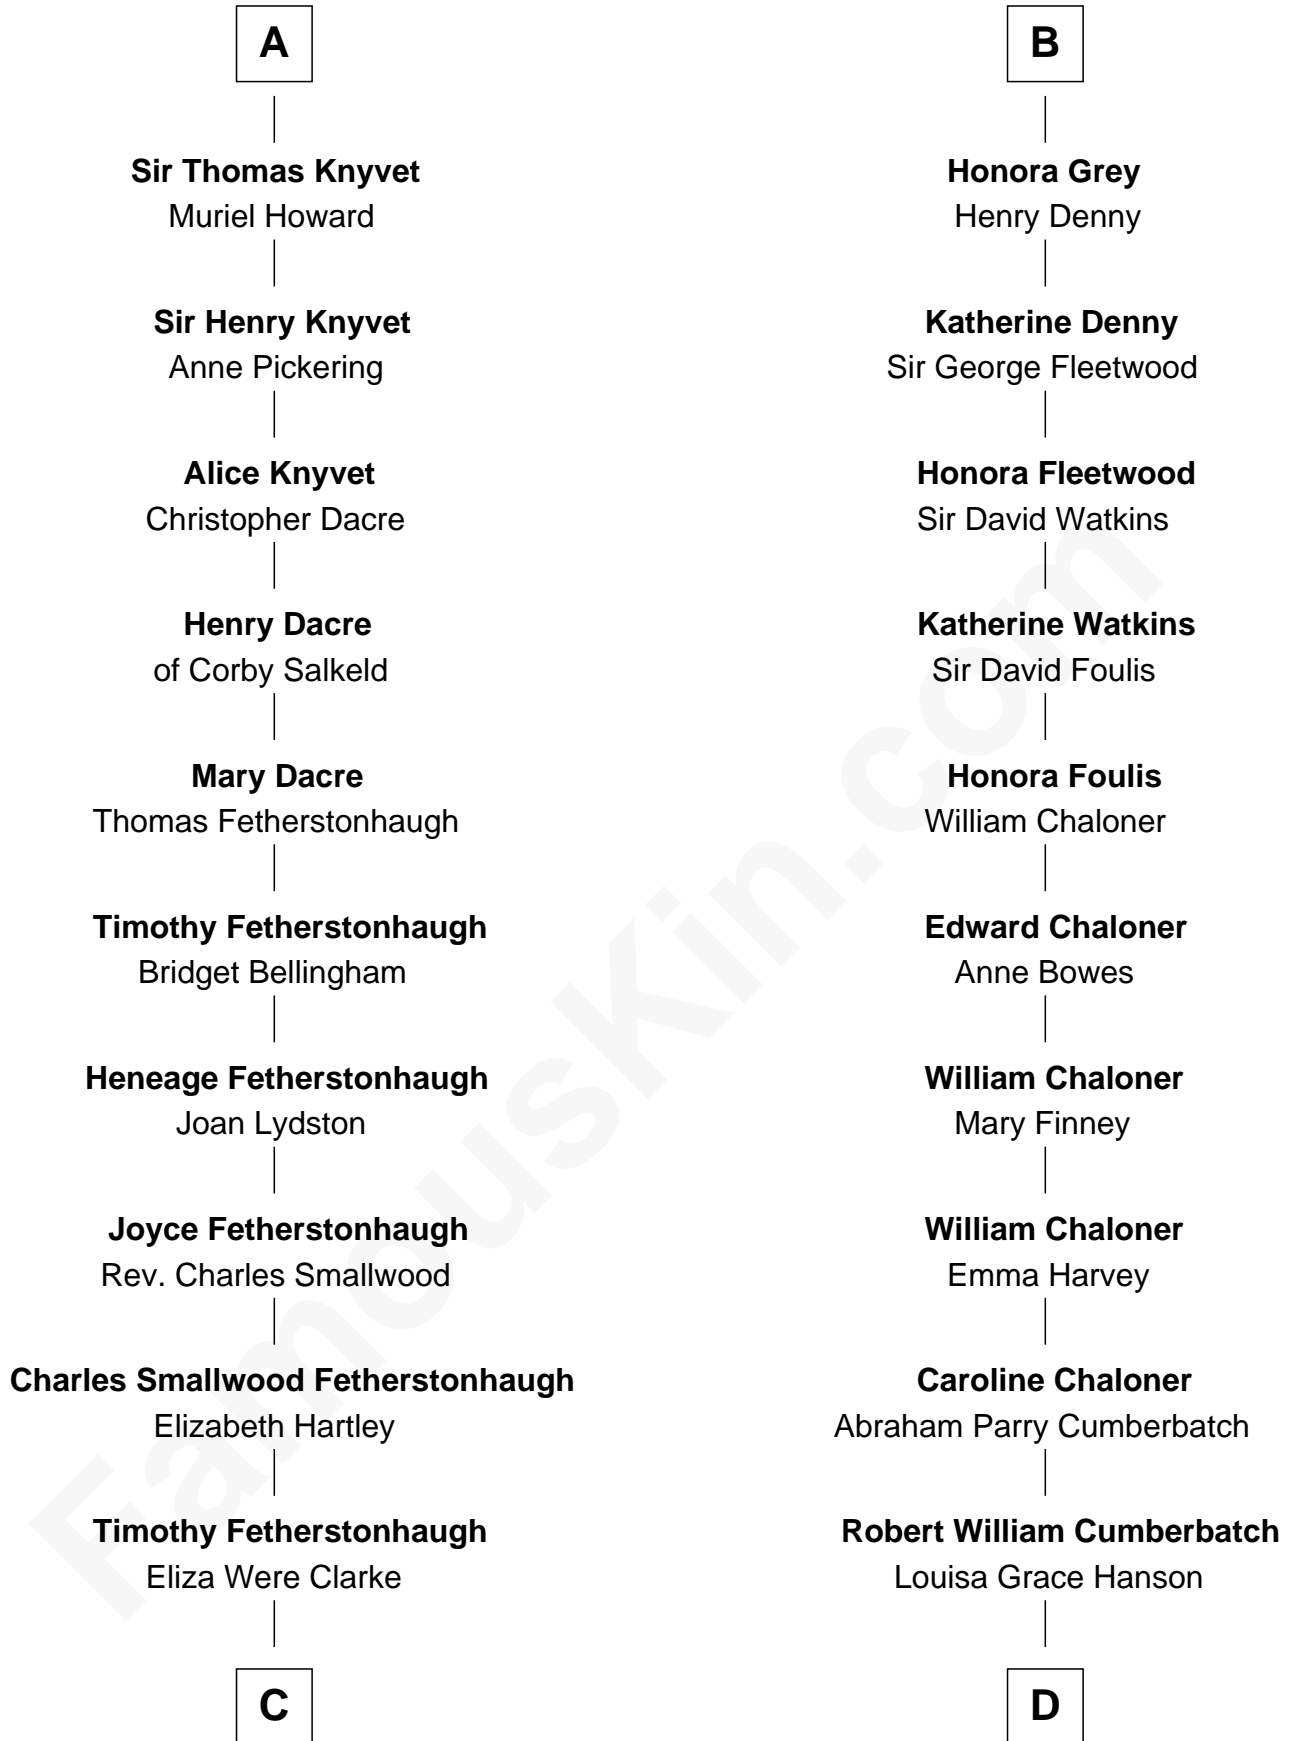 A
Sir Thomas Knyvet
Muriel Howard
Sir Henry Knyvet
Anne Pickering
Alice Knyvet
Christopher Dacre
Henry Dacre
of Corby Salkeld
Mary Dacre
Thomas Fetherstonhaugh
Timothy Fetherstonhaugh
Bridget Bellingham
Heneage Fetherstonhaugh
Joan Lydston
Joyce Fetherstonhaugh
Rev. Charles Smallwood
Charles Smallwood Fetherstonhaugh
Elizabeth Hartley
Timothy Fetherstonhaugh
Eliza Were Clarke
C
B
Honora Grey
Henry Denny
Katherine Denny
Sir George Fleetwood
Honora Fleetwood
Sir David Watkins
Katherine Watkins
Sir David Foulis
Honora Foulis
William Chaloner
Edward Chaloner
Anne Bowes
William Chaloner
Mary Finney
William Chaloner
Emma Harvey
Caroline Chaloner
Abraham Parry Cumberbatch
Robert William Cumberbatch
Louisa Grace Hanson
D
FamousKin.com